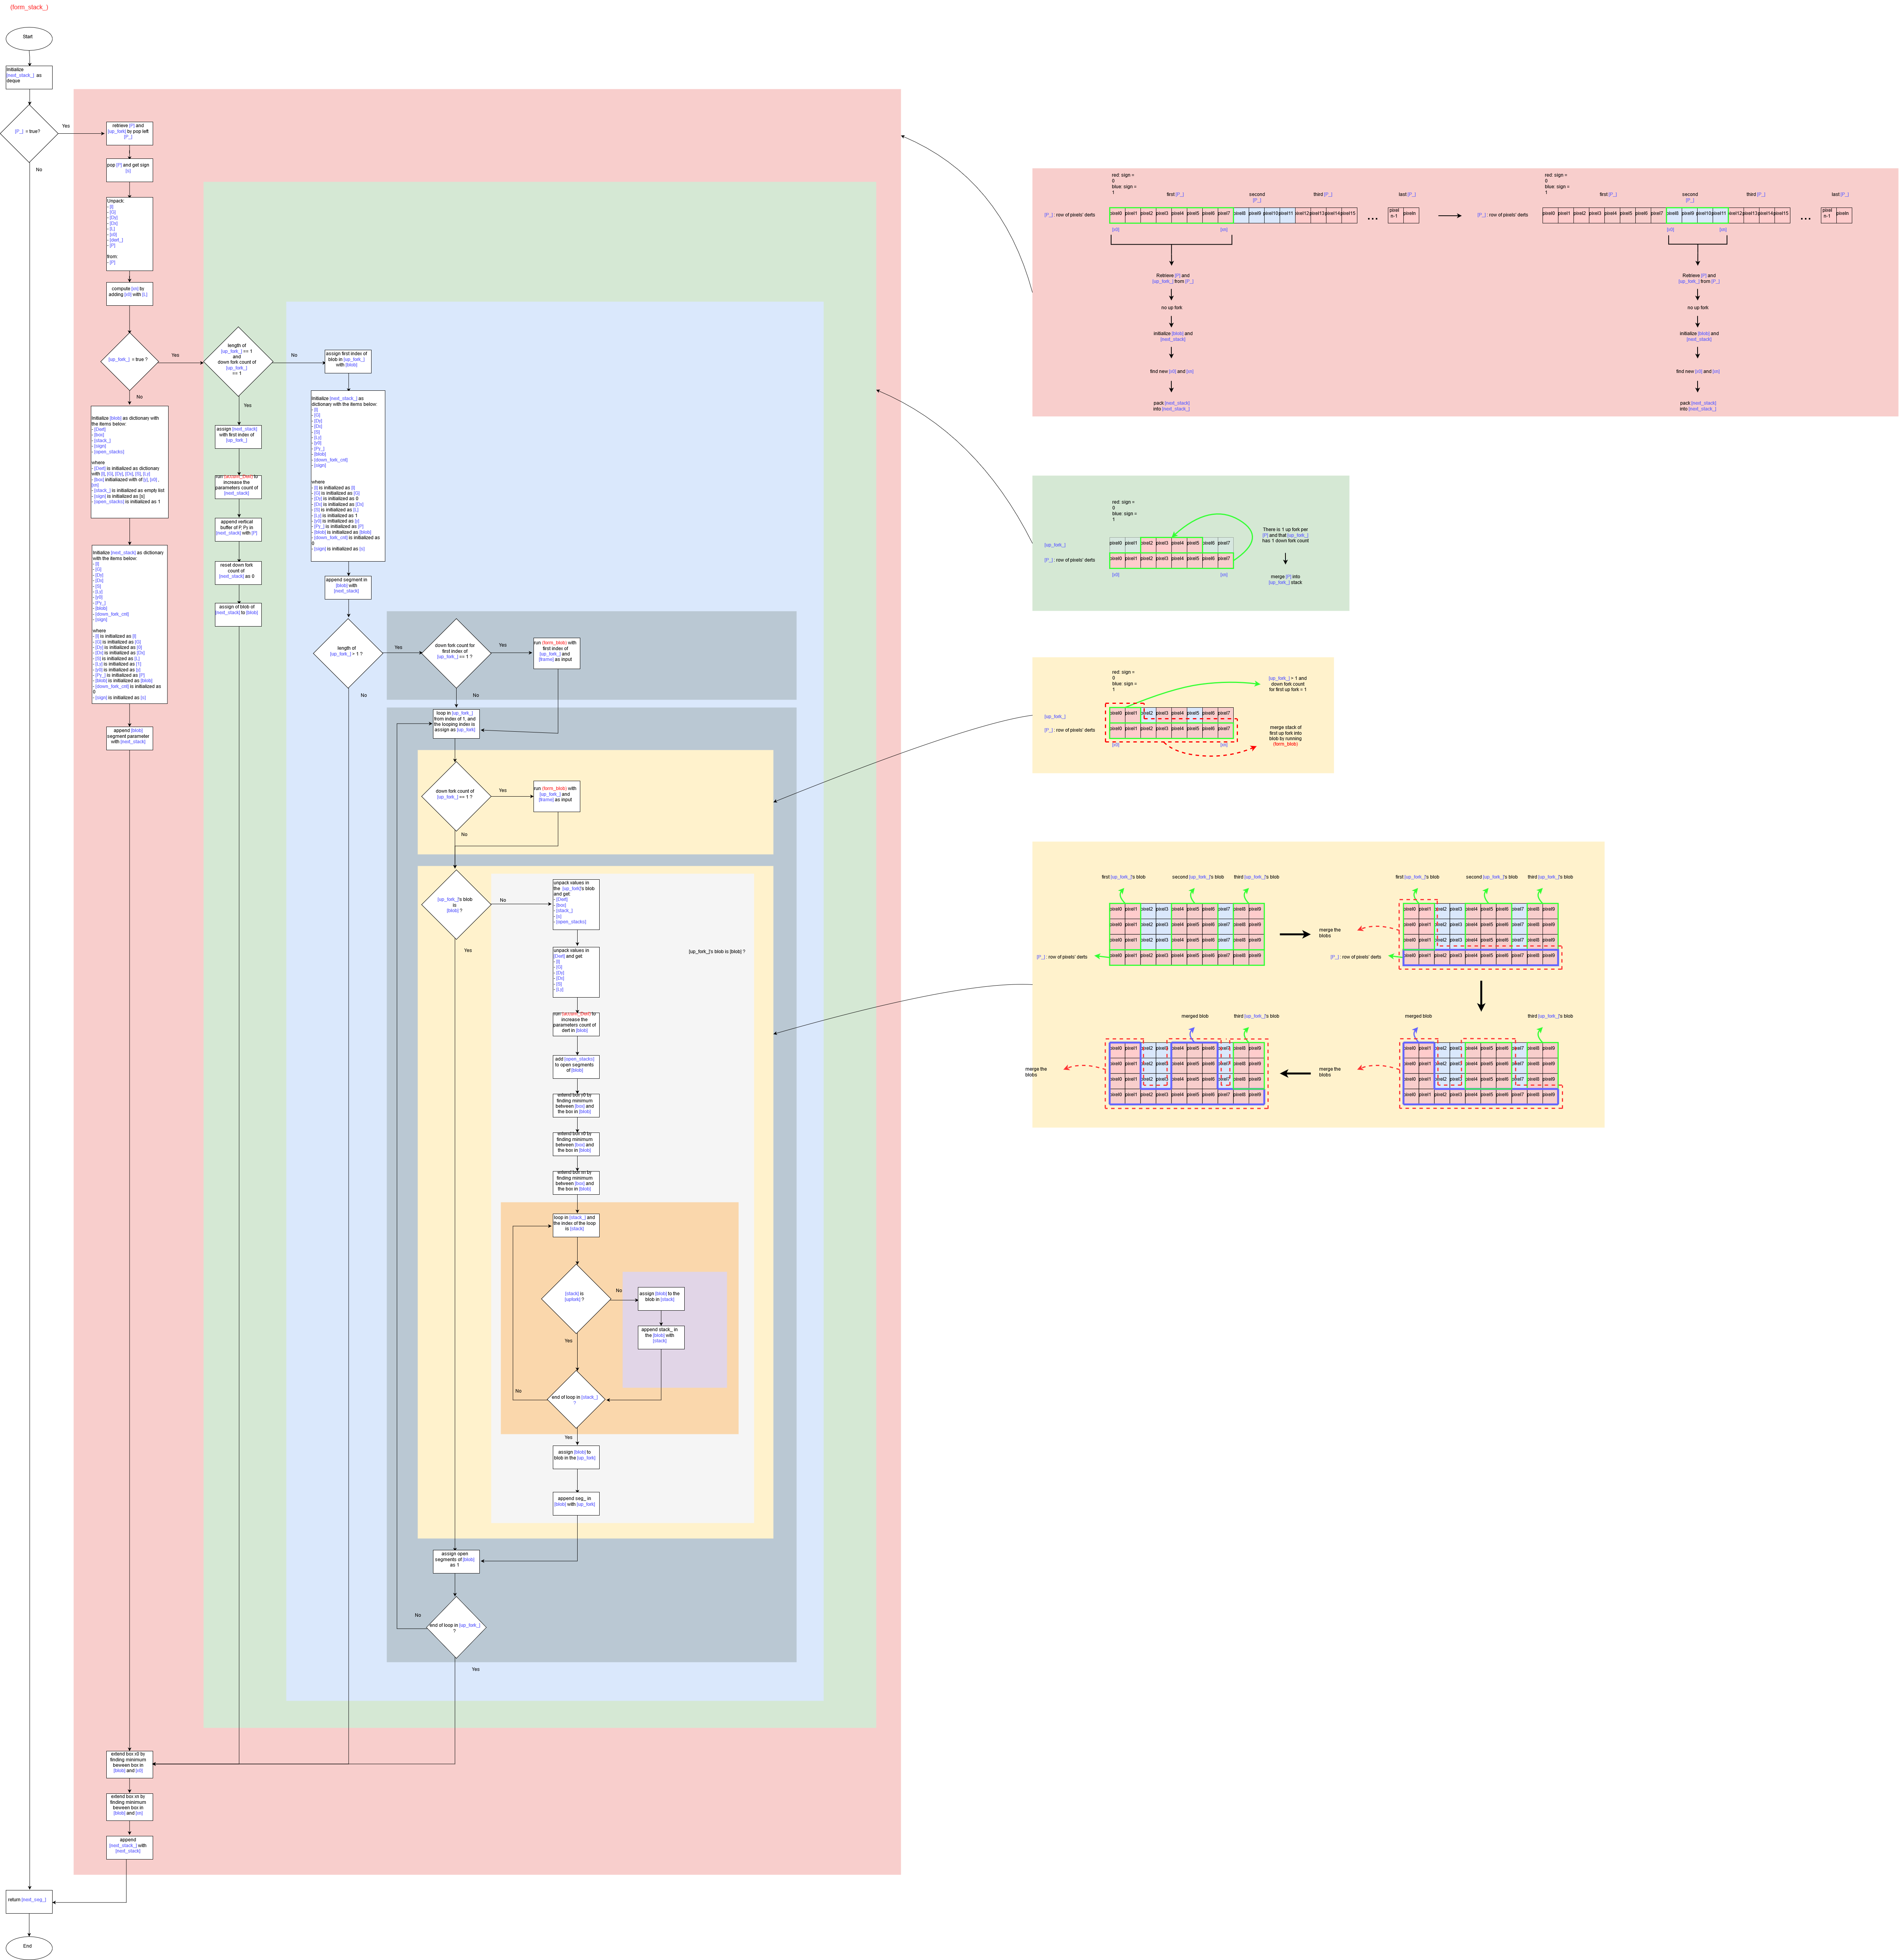 (form_stack_)
Start
Initialize
[next_stack_] as
deque
[P_] = true?
Yes
No
retrieve [P] and
[up_fork] by pop left
[P_]
pop [P] and get sign
[s]
Unpack:
- [I]
- [G]
- [Dy]
- [Dx]
- [L]
- [x0]
- [dert_]
- [P]
from:
- [P]
compute [xn] by
adding [x0] with [L]
[up_fork_] = true ?
Yes
No
Initialize [blob] as dictionary with
the items below:
- [Dert]
- [box]
- [stack_]
- [sign]
- [open_stacks]
where
- [Dert] is initialized as dictionary
with [I], [G], [Dy], [Dx], [S], [Ly]
- [box] initialiazed with of [y], [x0] ,
[xn]
- [stack_] is initialized as empty list
- [sign] is initialized as [s]
- [open_stacks] is initialized as 1
Initialize [next_stack] as dictionary
with the items below:
- [I]
- [G]
- [Dy]
- [Dx]
- [S]
- [Ly]
- [y0]
- [Py_]
- [blob]
- [down_fork_cnt]
- [sign]
where
- [I] is initialized as [I]
- [G] is initialized as [G]
- [Dy] is initialized as [0]
- [Dx] is initialized as [Dx]
- [S] is initialized as [L]
- [Ly] is initialized as [1]
- [y0] is initialized as [y]
- [Py_] is initialized as [P]
- [blob] is initialized as [blob]
- [down_fork_cnt] is initialized as
0
- [sign] is initialized as [s]
append [blob]
segment parameter
with [next_stack]
length of
[up_fork_] == 1
and
down fork count of
[up_fork_]
== 1
No
Yes
assign [next_stack]
with first index of
[up_fork_]
run (accum_Dert) to
increase the
parameters count of
[next_stack]
append vertical
buffer of P, Py in
[next_stack] with [P]
reset down fork
count of
[next_stack] as 0
assign of blob of
[next_stack] to [blob]
assign first index of
blob in [up_fork_]
with [blob]
Initialize [next_stack_] as
dictionary with the items below:
- [I]
- [G]
- [Dy]
- [Dx]
- [S]
- [Ly]
- [y0]
- [Py_]
- [blob]
- [down_fork_cnt]
- [sign]
where
- [I] is initialized as [I]
- [G] is initialized as [G]
- [Dy] is initialized as 0
- [Dx] is initialized as [Dx]
- [S] is initialized as [L]
- [Ly] is initialized as 1
- [y0] is initialized as [y]
- [Py_] is initialized as [P]
- [blob] is initialized as [blob]
- [down_fork_cnt is initialized as
0
- [sign] is initialized as [s]
append segment in
[blob] with
[next_stack]
length of
[up_fork_] > 1 ?
Yes
No
down fork count for
first index of
[up_fork_] == 1 ?
Yes
No
run (form_blob) with
first index of
[up_fork_] and
[frame] as input
loop in [up_fork_]
from index of 1, and
the looping index is
assign as [up_fork]
down fork count of
[up_fork_] == 1 ?
Yes
No
run (form_blob) with
[up_fork_] and
[frame] as input
[up_fork_]'s blob
is
[blob] ?
No
Yes
unpack values in
the [up_fork]'s blob
and get
- [Dert]
- [box]
- [stack_]
- [s]
- [open_stacks]
unpack values in
[Dert] and get
- [I]
- [G]
- [Dy]
- [Dx]
- [S]
- [Ly]
[up_fork_]'s blob is [blob] ?
run (accum_Dert) to
increase the
parameters count of
dert in [blob]
add [open_stacks]
to open segments
of [blob]
extend box y0 by
finding minimum
between [box] and
the box in [blob]
extend box x0 by
finding minimum
between [box] and
the box in [blob]
extend box xn by
finding minimum
between [box] and
the box in [blob]
loop in [stack_] and
the index of the loop
is [stack]
[stack] is
[upfork] ?
No
Yes
assign [blob] to the
blob in [stack]
append stack_ in
the [blob] with
[stack]
end of loop in [stack_]
?
No
Yes
assign [blob] to
blob in the [up_fork]
append seg_ in
[blob] with [up_fork]
assign open
segments of [blob]
as 1
end of loop in [up_fork_]
?
No
Yes
extend box x0 by
finding minimum
beween box in
[blob] and [x0]
extend box xn by
finding minimum
beween box in
[blob] and [xn]
append
[next_stack_] with
[next_stack]
return [next_seg_]
End
red: sign =
0
blue: sign =
1
first [P_]
second
[P_]
third [P_]
last [P_]
[P_] : row of pixels' derts
pixel0 pixel1 pixel2 pixel3 pixel4 pixel5 pixel6 pixel7 pixel8 pixel9 pixel10 pixel11 pixel12 pixel13 pixel14 pixel15 ... pixel n-1 pixeln
[x0]
[xn]
Retrieve [P] and
[up_fork_] from [P_]
no up fork
initialize [blob] and
[next_stack]
find new [x0] and [xn]
pack [next_stack]
into [next_stack_]
red: sign =
0
blue: sign =
1
first [P_]
second
[P_]
third [P_]
last [P_]
[P_] : row of pixels' derts
pixel0 pixel1 pixel2 pixel3 pixel4 pixel5 pixel6 pixel7 pixel8 pixel9 pixel10 pixel11 pixel12 pixel13 pixel14 pixel15 ... pixel n-1 pixeln
[x0]
[xn]
Retrieve [P] and
[up_fork_] from [P_]
no up fork
initialize [blob] and
[next_stack]
find new [x0] and [xn]
pack [next_stack]
into [next_stack_]
red: sign =
0
blue: sign =
1
[up_fork_]
pixel0 pixel1 pixel2 pixel3 pixel4 pixel5 pixel6 pixel7
[P_] : row of pixels' derts
pixel0 pixel1 pixel2 pixel3 pixel4 pixel5 pixel6 pixel7
[x0]
[xn]
There is 1 up fork per
[P] and that [up_fork_]
has 1 down fork count
merge [P] into
[up_fork_] stack
red: sign =
0
blue: sign =
1
[up_fork_] > 1 and
down fork count
for first up fork = 1
[up_fork_]
pixel0 pixel1 pixel2 pixel3 pixel4 pixel5 pixel6 pixel7
[P_] : row of pixels' derts
pixel0 pixel1 pixel2 pixel3 pixel4 pixel5 pixel6 pixel7
[x0]
[xn]
merge stack of
first up fork into
blob by running
(form_blob)
first [up_fork_]'s blob
second [up_fork_]'s blob
third [up_fork_]'s blob
pixel0 pixel1 pixel2 pixel3 pixel4 pixel5 pixel6 pixel7 pixel8 pixel9
pixel0 pixel1 pixel2 pixel3 pixel4 pixel5 pixel6 pixel7 pixel8 pixel9
pixel0 pixel1 pixel2 pixel3 pixel4 pixel5 pixel6 pixel7 pixel8 pixel9
[P_] : row of pixels' derts
pixel0 pixel1 pixel2 pixel3 pixel4 pixel5 pixel6 pixel7 pixel8 pixel9
first [up_fork_]'s blob
second [up_fork_]'s blob
third [up_fork_]'s blob
merge the
blobs
pixel0 pixel1 pixel2 pixel3 pixel4 pixel5 pixel6 pixel7 pixel8 pixel9
pixel0 pixel1 pixel2 pixel3 pixel4 pixel5 pixel6 pixel7 pixel8 pixel9
pixel0 pixel1 pixel2 pixel3 pixel4 pixel5 pixel6 pixel7 pixel8 pixel9
[P_] : row of pixels' derts
pixel0 pixel1 pixel2 pixel3 pixel4 pixel5 pixel6 pixel7 pixel8 pixel9
merged blob
third [up_fork_]'s blob
merge the
blobs
pixel0 pixel1 pixel2 pixel3 pixel4 pixel5 pixel6 pixel7 pixel8 pixel9
pixel0 pixel1 pixel2 pixel3 pixel4 pixel5 pixel6 pixel7 pixel8 pixel9
pixel0 pixel1 pixel2 pixel3 pixel4 pixel5 pixel6 pixel7 pixel8 pixel9
pixel0 pixel1 pixel2 pixel3 pixel4 pixel5 pixel6 pixel7 pixel8 pixel9
merged blob
third [up_fork_]'s blob
merge the
blobs
pixel0 pixel1 pixel2 pixel3 pixel4 pixel5 pixel6 pixel7 pixel8 pixel9
pixel0 pixel1 pixel2 pixel3 pixel4 pixel5 pixel6 pixel7 pixel8 pixel9
pixel0 pixel1 pixel2 pixel3 pixel4 pixel5 pixel6 pixel7 pixel8 pixel9
pixel0 pixel1 pixel2 pixel3 pixel4 pixel5 pixel6 pixel7 pixel8 pixel9